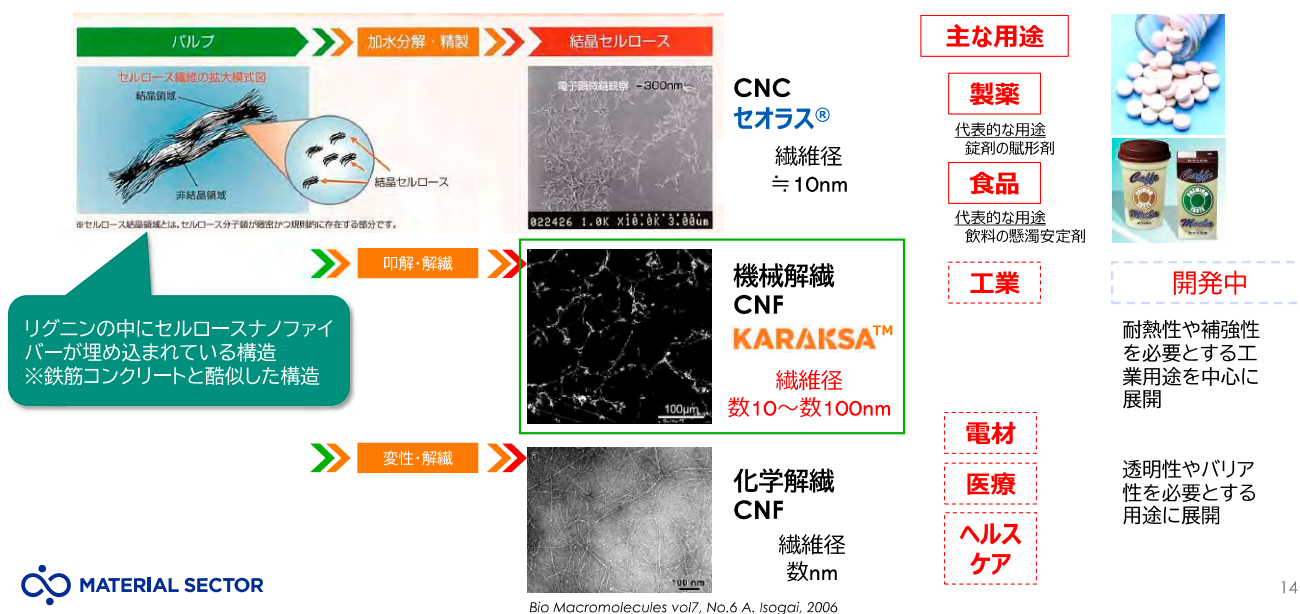 パルプ
加水分解・精製
結晶セルロース
セルロース繊維の拡大模式図
結晶領域
非結晶領域
結晶セルロース
※セルロース結晶領域とは、セルロース分子鎖が緻密かつ規則的に存在する部分です。
電子顕微鏡観察 -300nm-
022426 1.0K X10.0K 3.00um
CNC
セオラス®
繊維径
≒10nm
主な用途
製薬
代表的な用途
錠剤の賦形剤
食品
代表的な用途
飲料の懸濁安定剤
Caffe
PREMIUM TASTE
Mocha
Caffe
Mocha
叩解・解繊
100μm
機械解繊
CNF
KARAKSA™
繊維径
数10～数100nm
工業
開発中
耐熱性や補強性
を必要とする工
業用途を中心に
展開
リグニンの中にセルロースナノファイ
バーが埋め込まれている構造
※鉄筋コンクリートと酷似した構造
変性・解繊
a
100 nm
化学解繊
CNF
繊維径
数nm
電材
医療
ヘルス
ケア
透明性やバリア
性を必要とする
用途に展開
MATERIAL SECTOR
Bio Macromolecules vol7, No.6 A. Isogai, 2006
14